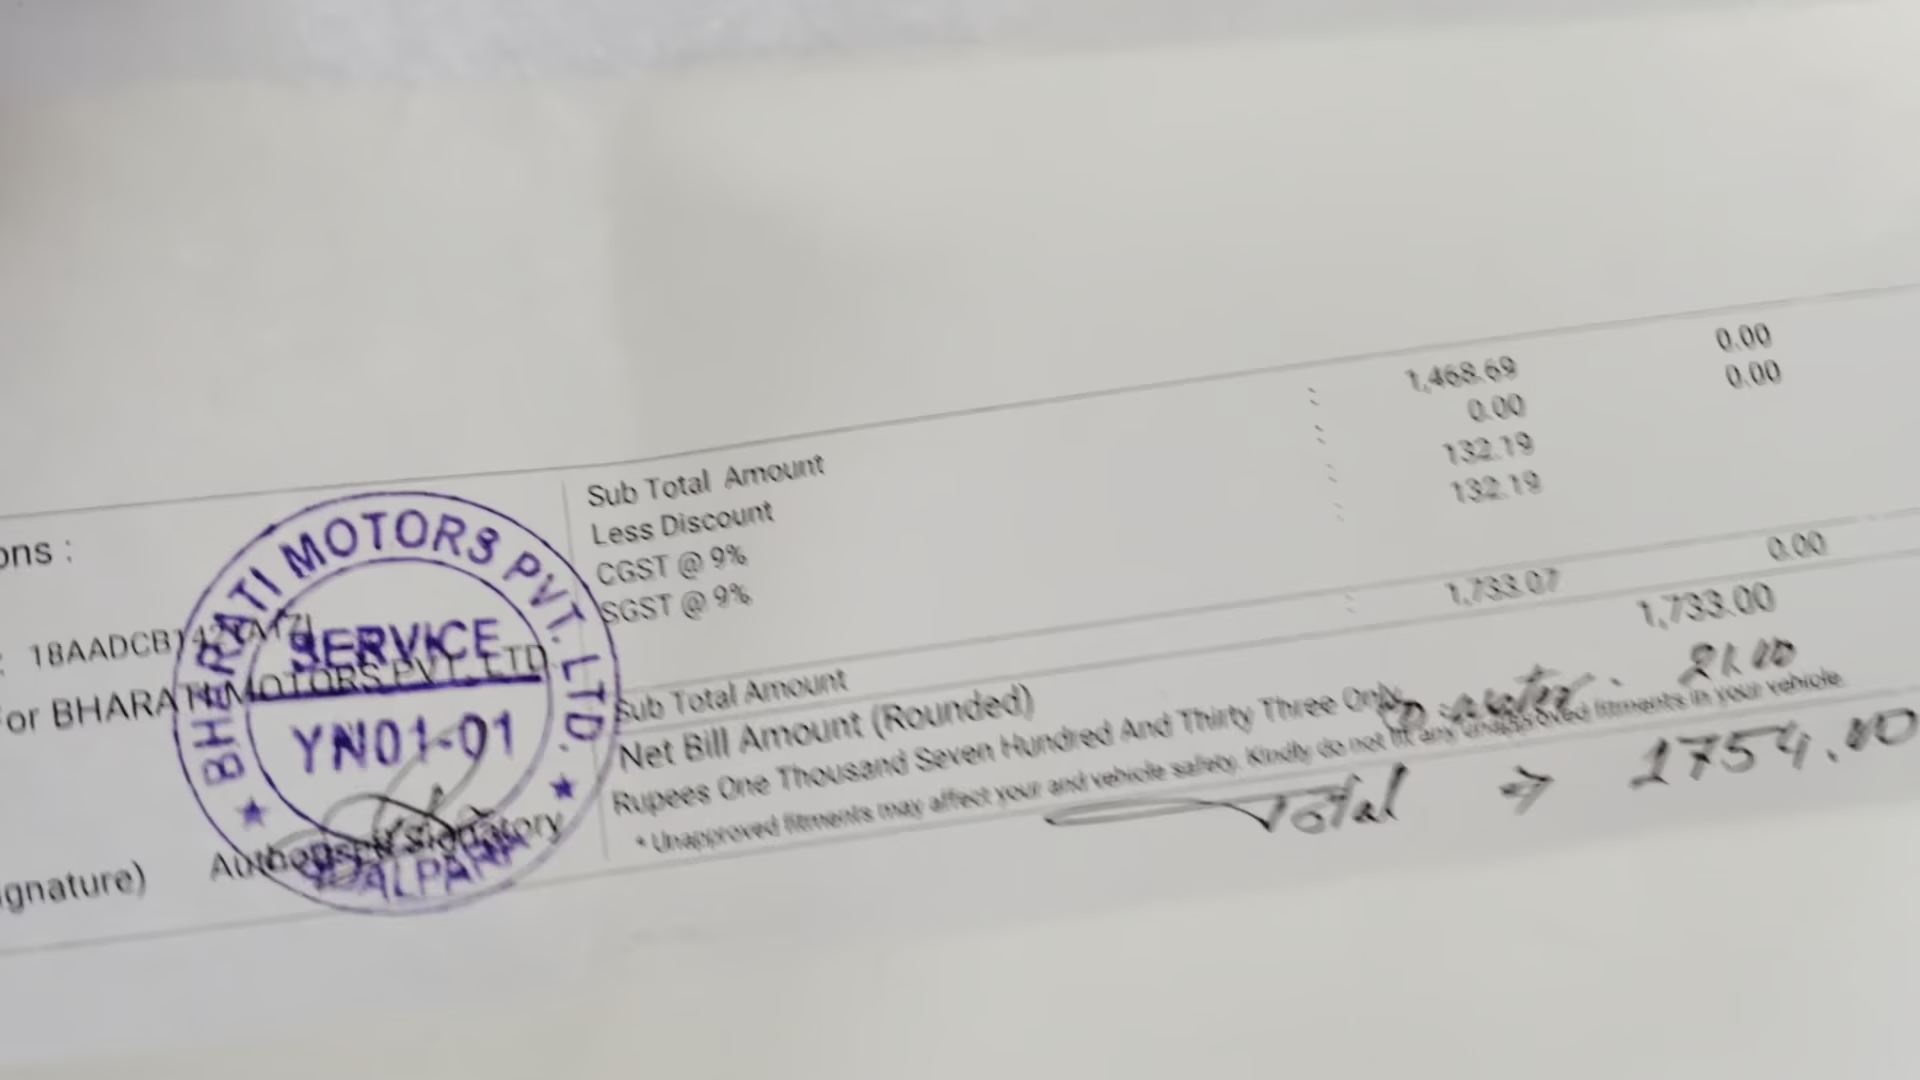 0.00
Sub Total Amount : 1,468.69 0.00
Less Discount : 0.00
CGST @ 9% : 132.19
SGST @ 9% : 132.19
0.00
Sub Total Amount : 1,733.07
Net Bill Amount (Rounded) 1,733.00
Rupees One Thousand Seven Hundred And Thirty Three Only
D. water. 21.00
* Unapproved fitments may affect your and vehicle safety. Kindly do not fit any unapproved fitments in your vehicle
Total → 1754.00
ons :
: 18AADCB
or BHARATI MOTORS PVT. LTD
gnature) Authorised Signatory
BHARATI MOTORS PVT. LTD.
SERVICE
YN01-01